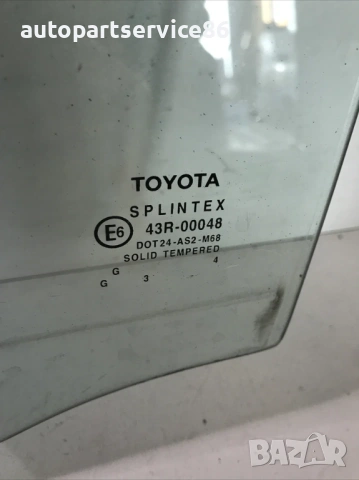 autopartservice86
TOYOTA
SPLINTEX
E6 43R-00048
DOT24-AS2-M68
SOLID TEMPERED
G 4
G 3
BAZAR